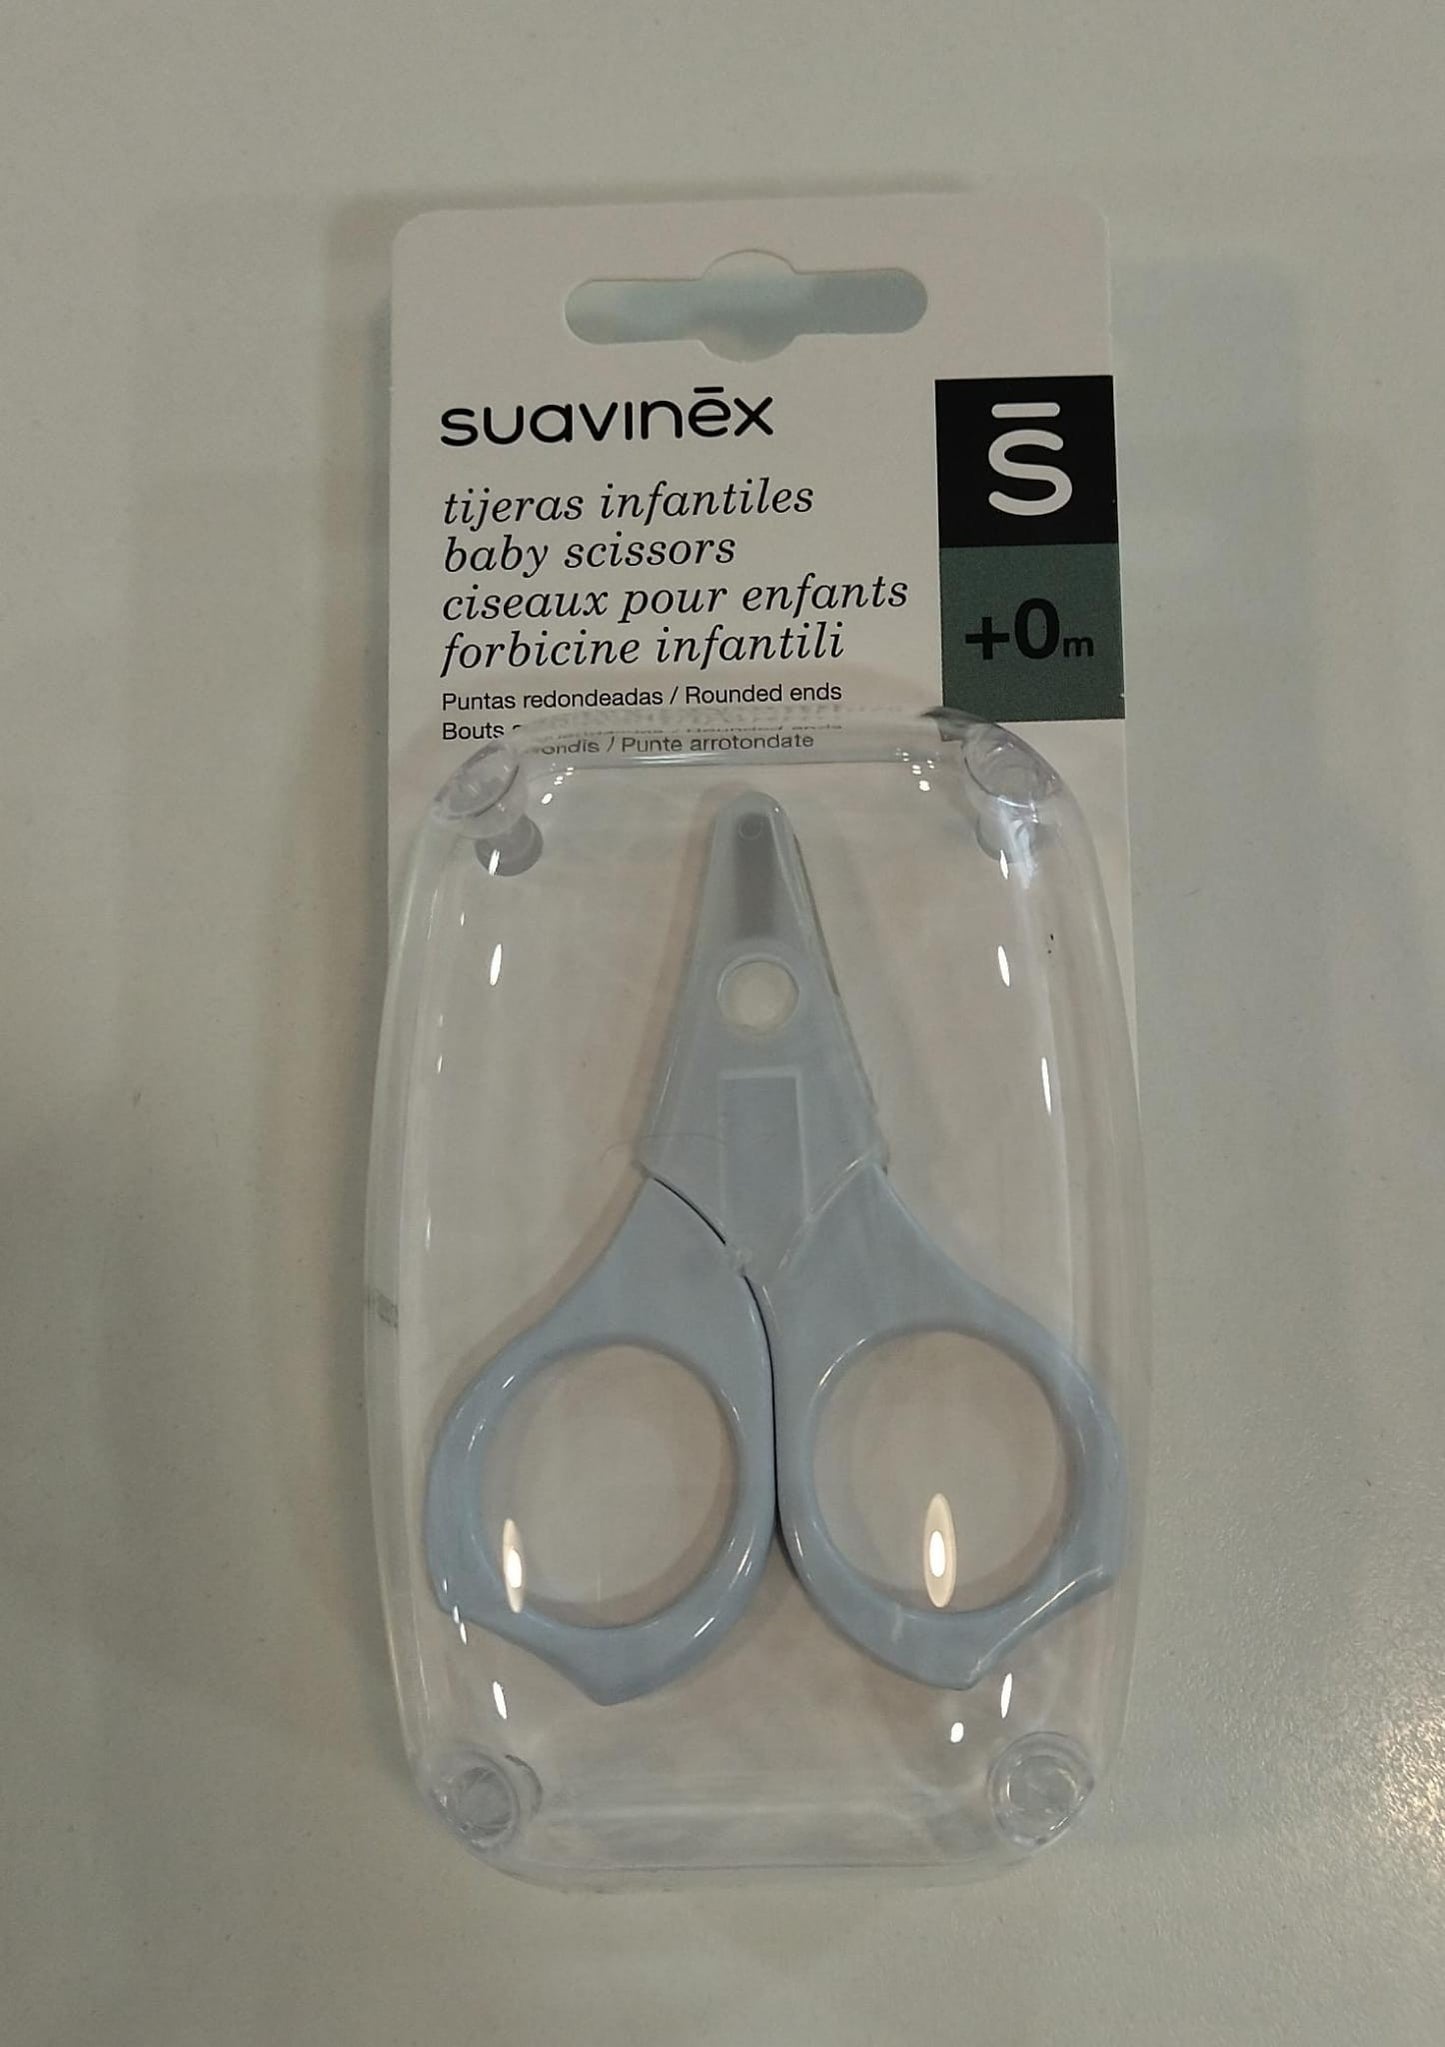 suavinēx
tijeras infantiles
baby scissors
ciseaux pour enfants
forbicine infantili
Puntas redondeadas / Rounded ends
Bouts / Punte arrotondate
s̄
+0m